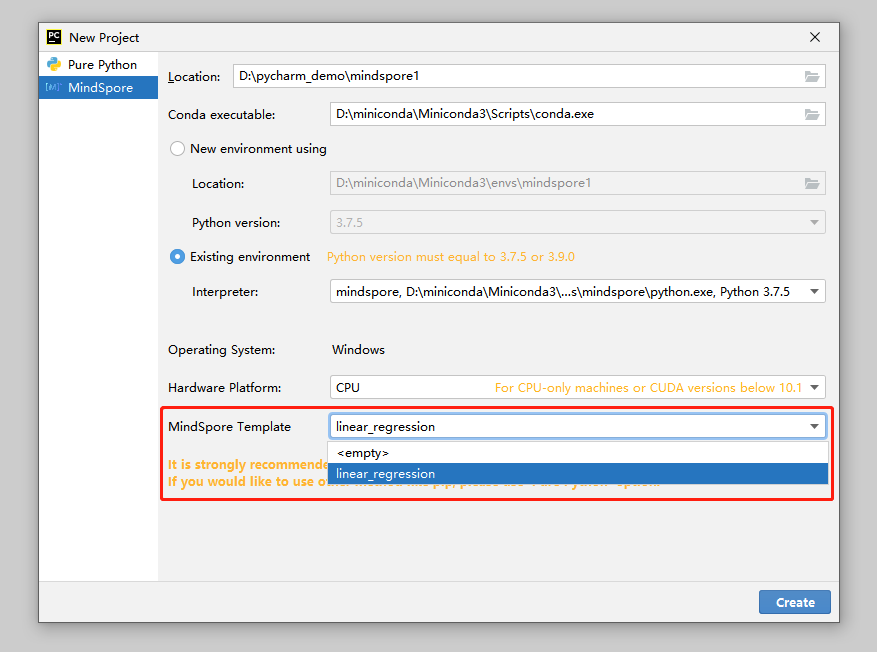 PC New Project
Pure Python
[M] MindSpore
Location: D:\pycharm_demo\mindspore1
Conda executable: D:\miniconda\Miniconda3\Scripts\conda.exe
New environment using
Location: D:\miniconda\Miniconda3\envs\mindspore1
Python version: 3.7.5
Existing environment Python version must equal to 3.7.5 or 3.9.0
Interpreter: mindspore, D:\miniconda\Miniconda3\...s\mindspore\python.exe, Python 3.7.5
Operating System: Windows
Hardware Platform: CPU For CPU-only machines or CUDA versions below 10.1
MindSpore Template linear_regression
<empty>
linear_regression
It is strongly recommende
If you would like to use
Create